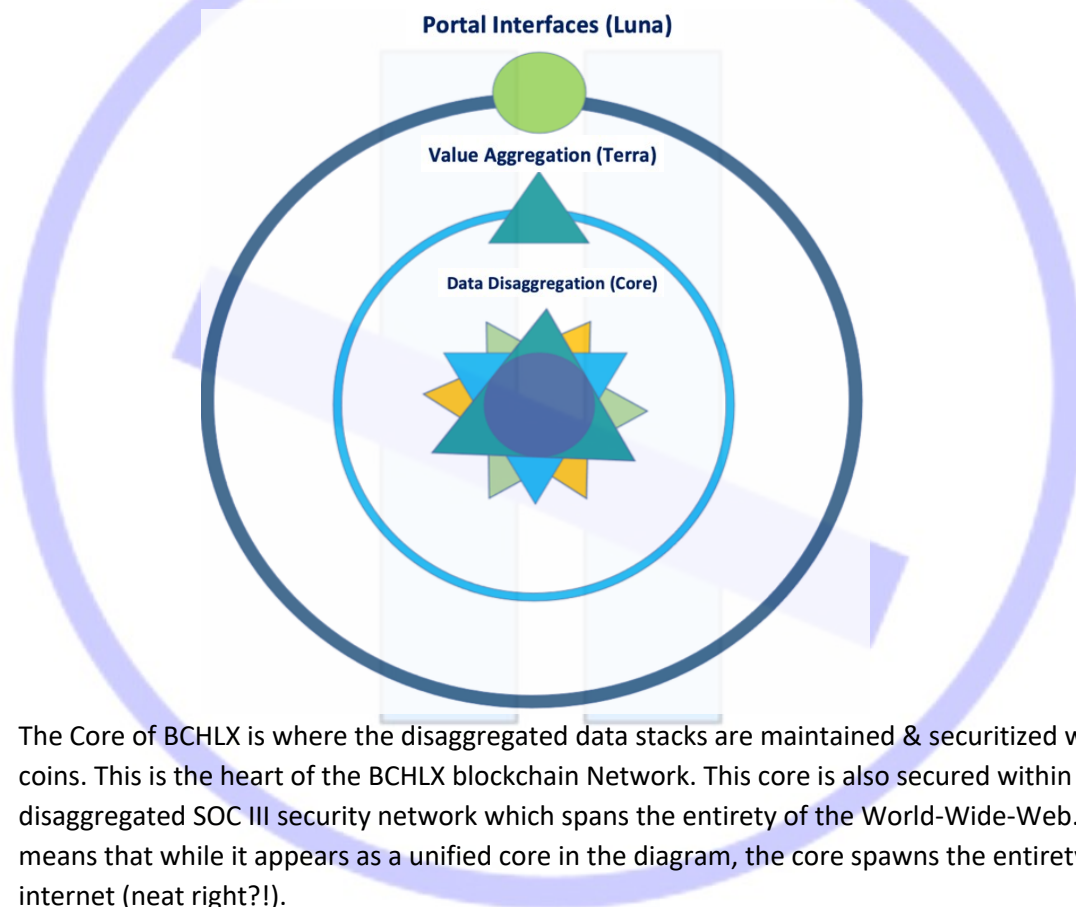 Portal Interfaces (Luna)
Value Aggregation (Terra)
Data Disaggregation (Core)
The Core of BCHLX is where the disaggregated data stacks are maintained & securitized
coins. This is the heart of the BCHLX blockchain Network. This core is also secured within
disaggregated SOC III security network which spans the entirety of the World-Wide-Web.
means that while it appears as a unified core in the diagram, the core spawns the entirety
internet (neat right?!).